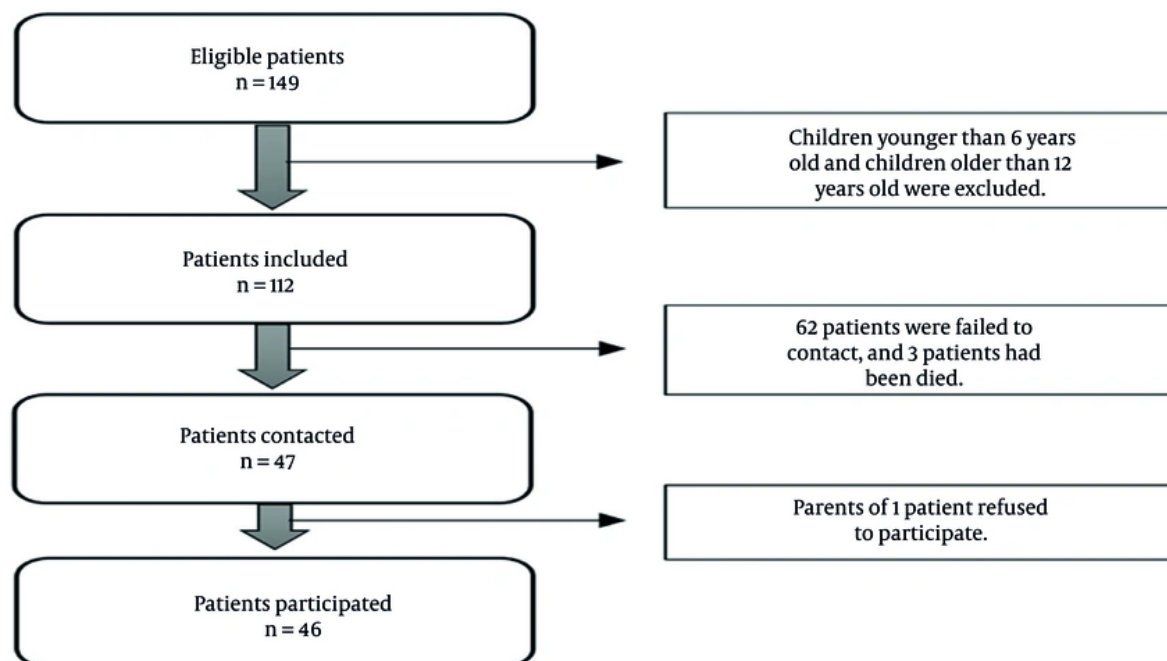 Eligible patients
n = 149
Children younger than 6 years
old and children older than 12
years old were excluded.
Patients included
n = 112
62 patients were failed to
contact, and 3 patients had
been died.
Patients contacted
n = 47
Parents of 1 patient refused
to participate.
Patients participated
n = 46